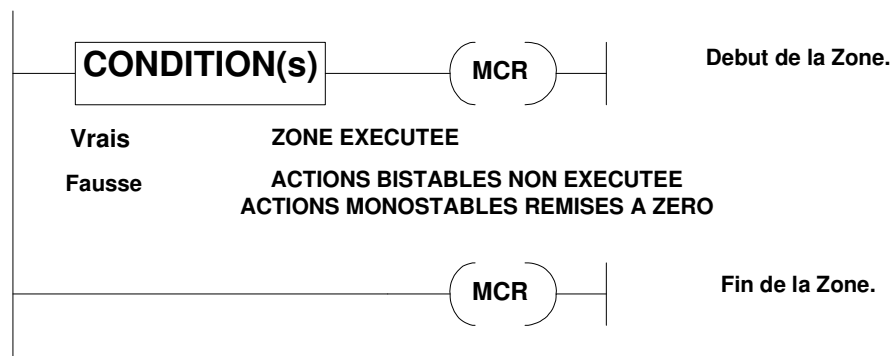 CONDITION(s) MCR Debut de la Zone.
Vrais ZONE EXECUTEE
Fausse ACTIONS BISTABLES NON EXECUTEE
ACTIONS MONOSTABLES REMISES A ZERO
MCR Fin de la Zone.